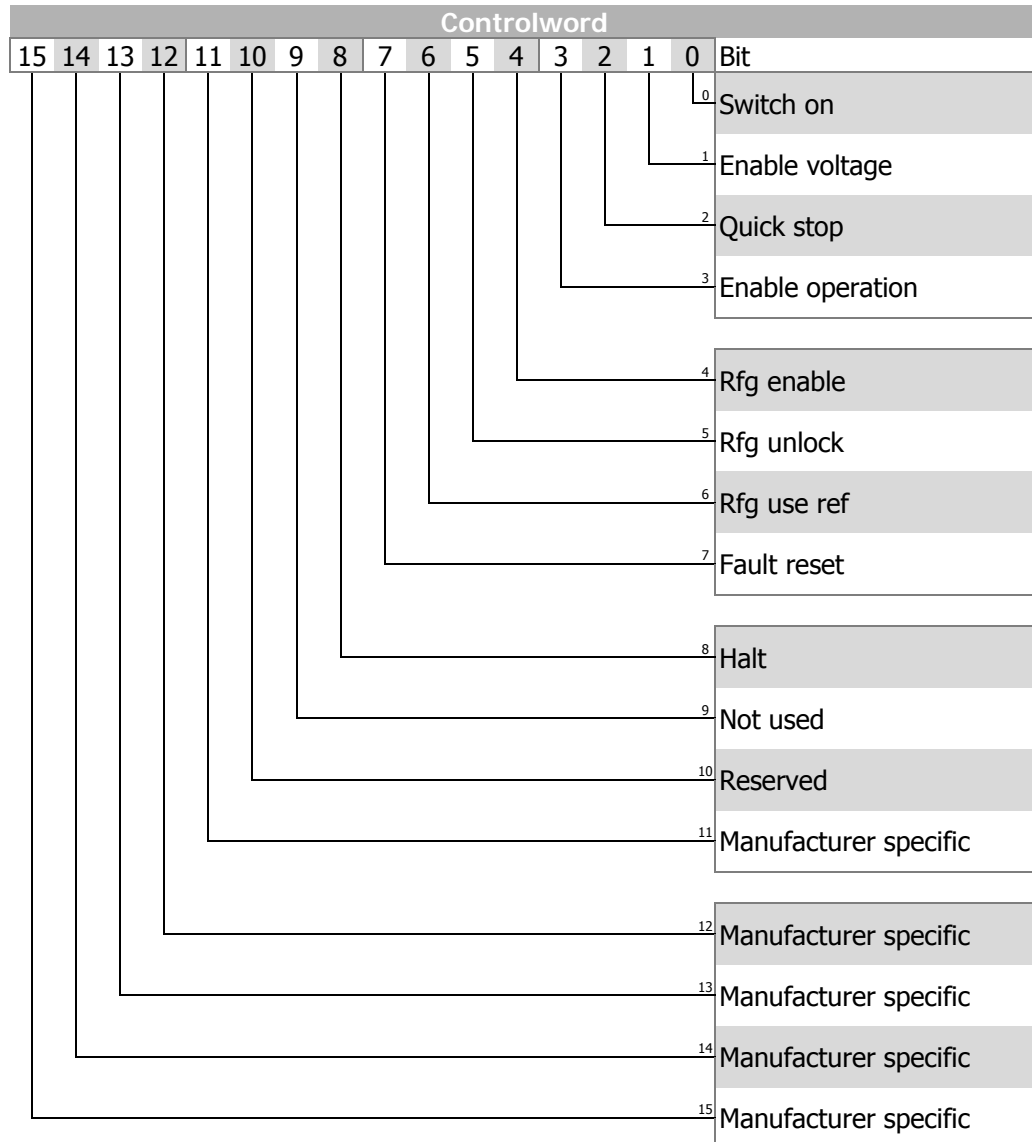 Controlword
15 14 13 12 11 10 9 8 7 6 5 4 3 2 1 0 Bit
0 Switch on
1 Enable voltage
2 Quick stop
3 Enable operation
4 Rfg enable
5 Rfg unlock
6 Rfg use ref
7 Fault reset
8 Halt
9 Not used
10 Reserved
11 Manufacturer specific
12 Manufacturer specific
13 Manufacturer specific
14 Manufacturer specific
15 Manufacturer specific